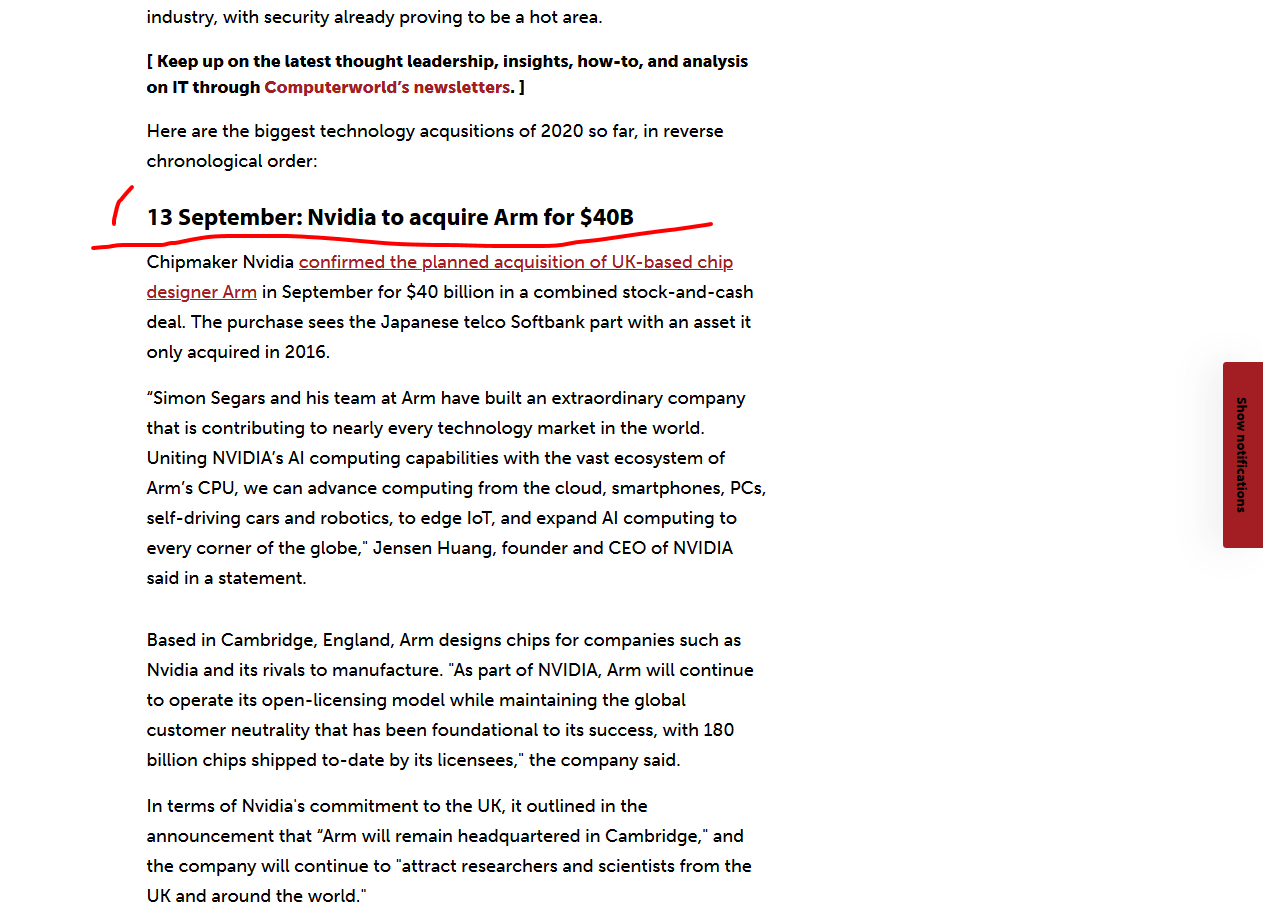 industry, with security already proving to be a hot area.
[ Keep up on the latest thought leadership, insights, how-to, and analysis
on IT through Computerworld’s newsletters. ]
Here are the biggest technology acqusitions of 2020 so far, in reverse
chronological order:
13 September: Nvidia to acquire Arm for $40B
Chipmaker Nvidia confirmed the planned acquisition of UK-based chip
designer Arm in September for $40 billion in a combined stock-and-cash
deal. The purchase sees the Japanese telco Softbank part with an asset it
only acquired in 2016.
“Simon Segars and his team at Arm have built an extraordinary company
that is contributing to nearly every technology market in the world.
Uniting NVIDIA’s AI computing capabilities with the vast ecosystem of
Arm’s CPU, we can advance computing from the cloud, smartphones, PCs,
self-driving cars and robotics, to edge IoT, and expand AI computing to
every corner of the globe," Jensen Huang, founder and CEO of NVIDIA
said in a statement.
Based in Cambridge, England, Arm designs chips for companies such as
Nvidia and its rivals to manufacture. "As part of NVIDIA, Arm will continue
to operate its open-licensing model while maintaining the global
customer neutrality that has been foundational to its success, with 180
billion chips shipped to-date by its licensees," the company said.
In terms of Nvidia's commitment to the UK, it outlined in the
announcement that “Arm will remain headquartered in Cambridge," and
the company will continue to "attract researchers and scientists from the
UK and around the world."
Show notifications